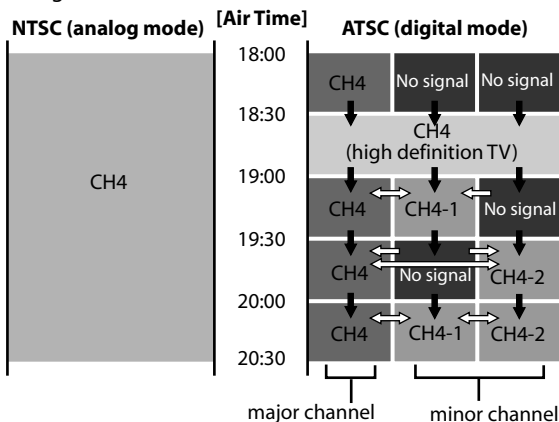 NTSC (analog mode) [Air Time] ATSC (digital mode)
18:00
CH4 No signal No signal
18:30
CH4
(high definition TV)
CH4
19:00
CH4 CH4-1 No signal
19:30
CH4 No signal CH4-2
20:00
CH4 CH4-1 CH4-2
20:30
major channel minor channel